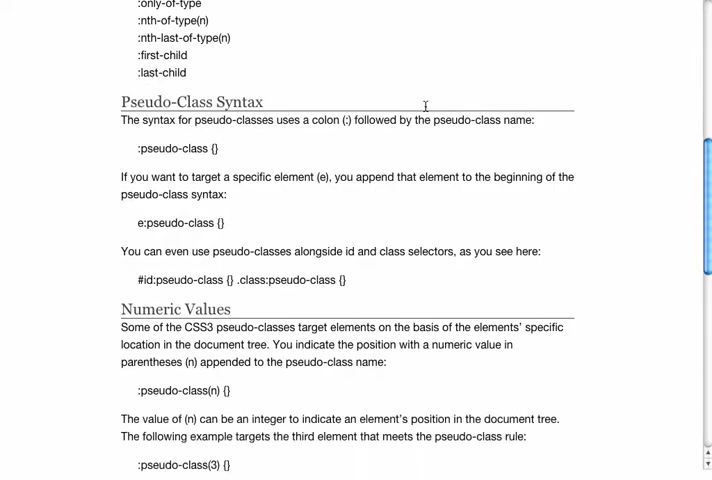 :only-of-type
:nth-of-type(n)
:nth-last-of-type(n)
:first-child
:last-child
Pseudo-Class Syntax
The syntax for pseudo-classes uses a colon (:) followed by the pseudo-class name:
:pseudo-class {}
If you want to target a specific element (e), you append that element to the beginning of the
pseudo-class syntax:
e:pseudo-class {}
You can even use pseudo-classes alongside id and class selectors, as you see here:
#id:pseudo-class {} .class:pseudo-class {}
Numeric Values
Some of the CSS3 pseudo-classes target elements on the basis of the elements’ specific
location in the document tree. You indicate the position with a numeric value in
parentheses (n) appended to the pseudo-class name:
:pseudo-class(n) {}
The value of (n) can be an integer to indicate an element’s position in the document tree.
The following example targets the third element that meets the pseudo-class rule:
:pseudo-class(3) {}